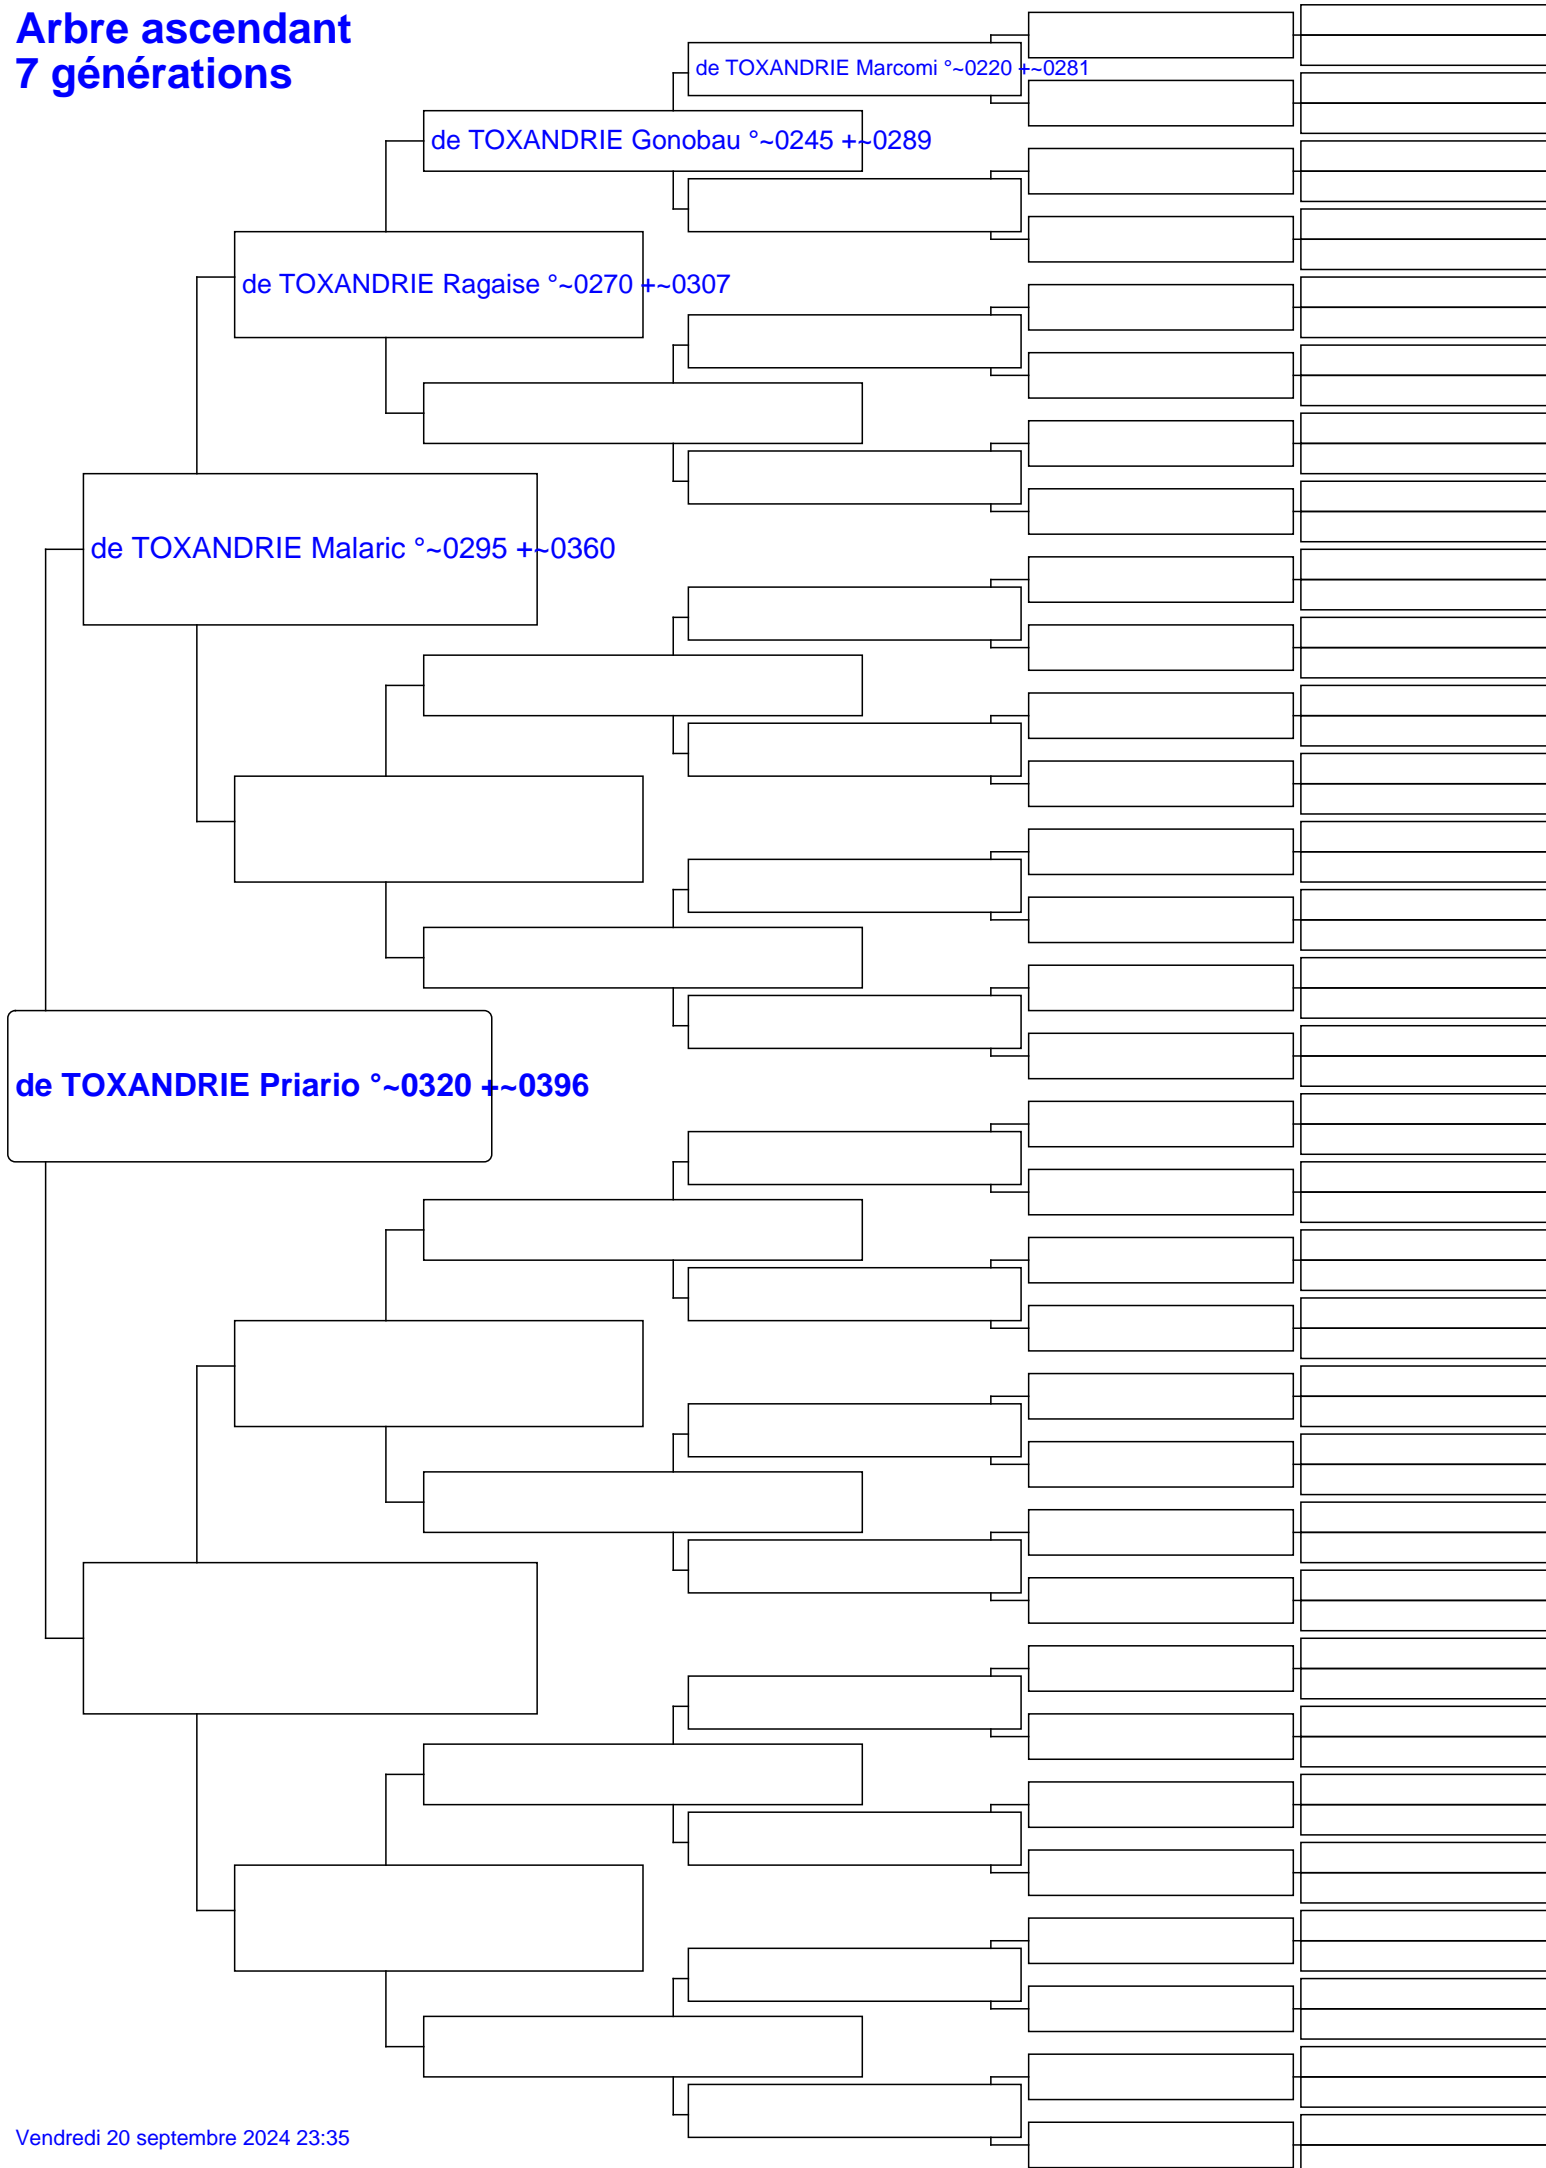 Arbre ascendant
7 générations
de TOXANDRIE Marcomi °~0220 +~0281
de TOXANDRIE Gonobau °~0245 +~0289
de TOXANDRIE Ragaise °~0270 +~0307
de TOXANDRIE Malaric °~0295 +~0360
de TOXANDRIE Priario °~0320 +~0396
Vendredi 20 septembre 2024 23:35